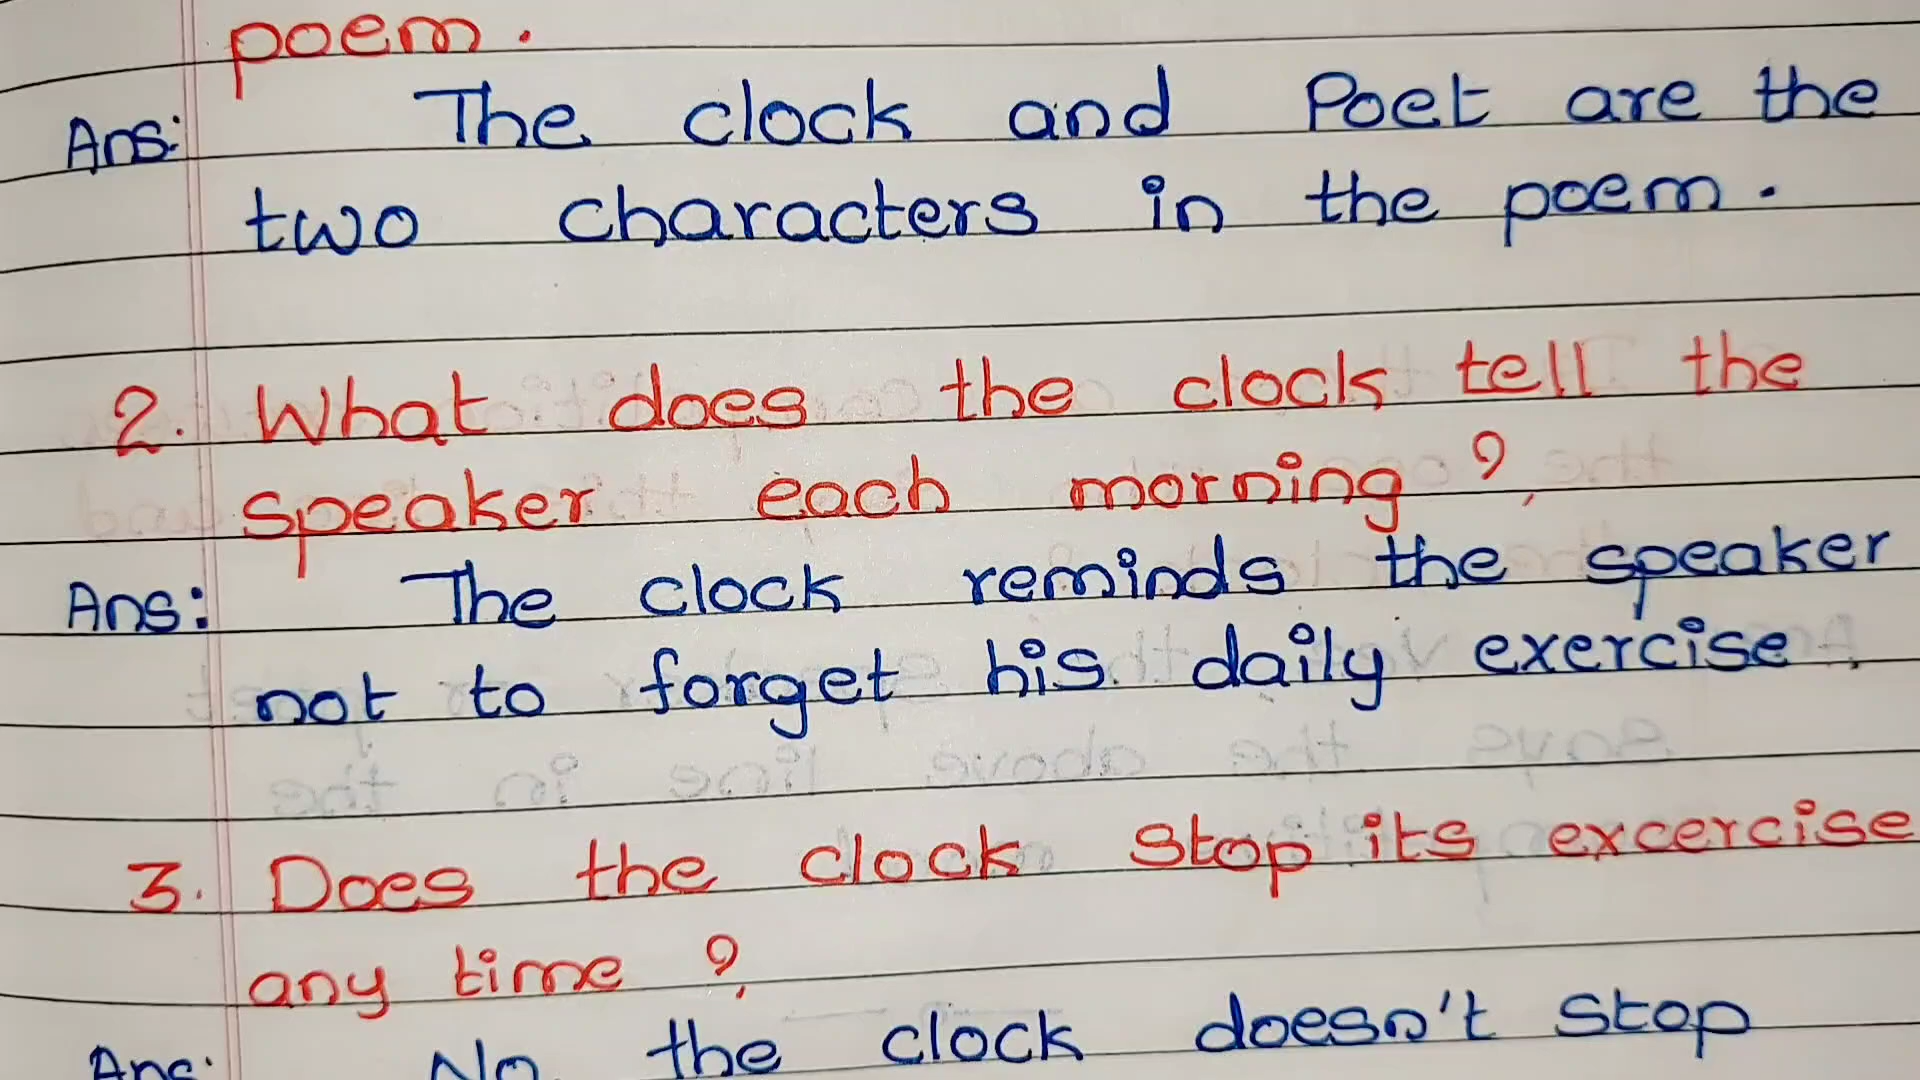 poem.
Ans: The clock and Poet are the
two characters in the poem.
2. What does the clock tell the
speaker each morning?
Ans: The clock reminds the speaker
not to forget his daily exercise.
3. Does the clock stop its excercise
any time?
Ans: No the clock doesn't stop